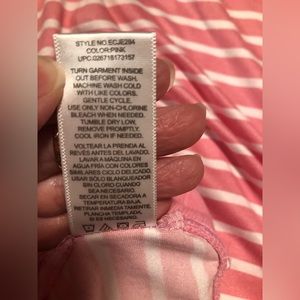 STYLE NO.ECJE294
COLOR:PINK
UPC:026716173157
TURN GARMENT INSIDE
OUT BEFORE WASH,
MACHINE WASH COLD
WITH LIKE COLORS.
GENTLE CYCLE.
USE ONLY NON-CHLORINE
BLEACH WHEN NEEDED.
TUMBLE DRY LOW,
REMOVE PROMPTLY,
COOL IRON IF NEEDED.
VOLTEAR LA PRENDA AL
REVÉS ANTES DEL LAVADO.
LAVAR A MÁQUINA EN
AGUA FRÍA CON COLORES
SIMILARES CICLO DELICADO.
USAR SÓLO BLANQUEADOR
SIN CLORO CUANDO
SEA NECESARIO.
SECAR EN SECADORA A
TEMPERATURA BAJA,
RETIRAR INMEDIATAMENTE.
PLANCHA TEMPLADA,
SI ES NECESARIO.